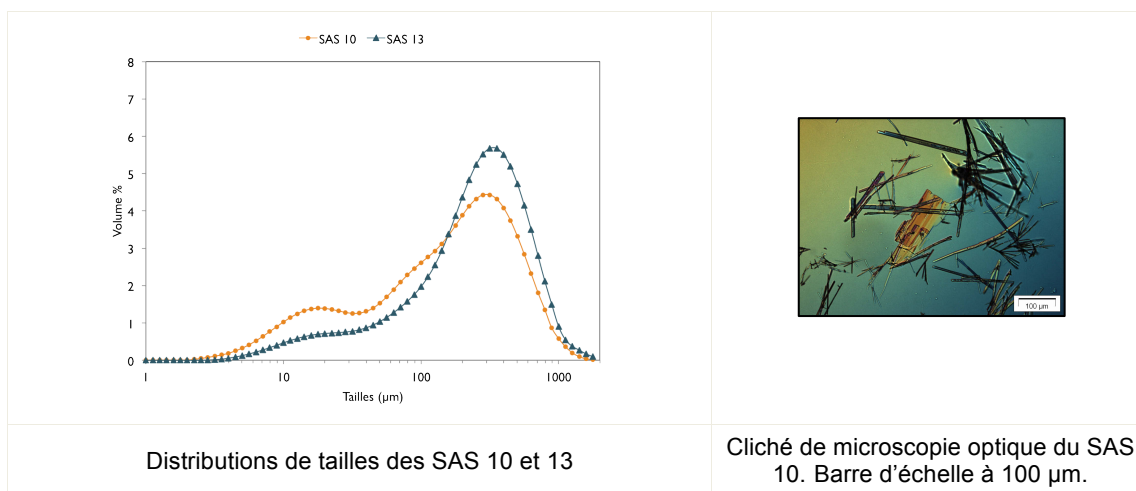 SAS 10 SAS 13
8
7
6
5
4
3
2
1
0
Volume %
1 10 100 1000
Tailles (µm)
100 µm
Distributions de tailles des SAS 10 et 13
Cliché de microscopie optique du SAS
10. Barre d'échelle à 100 µm.